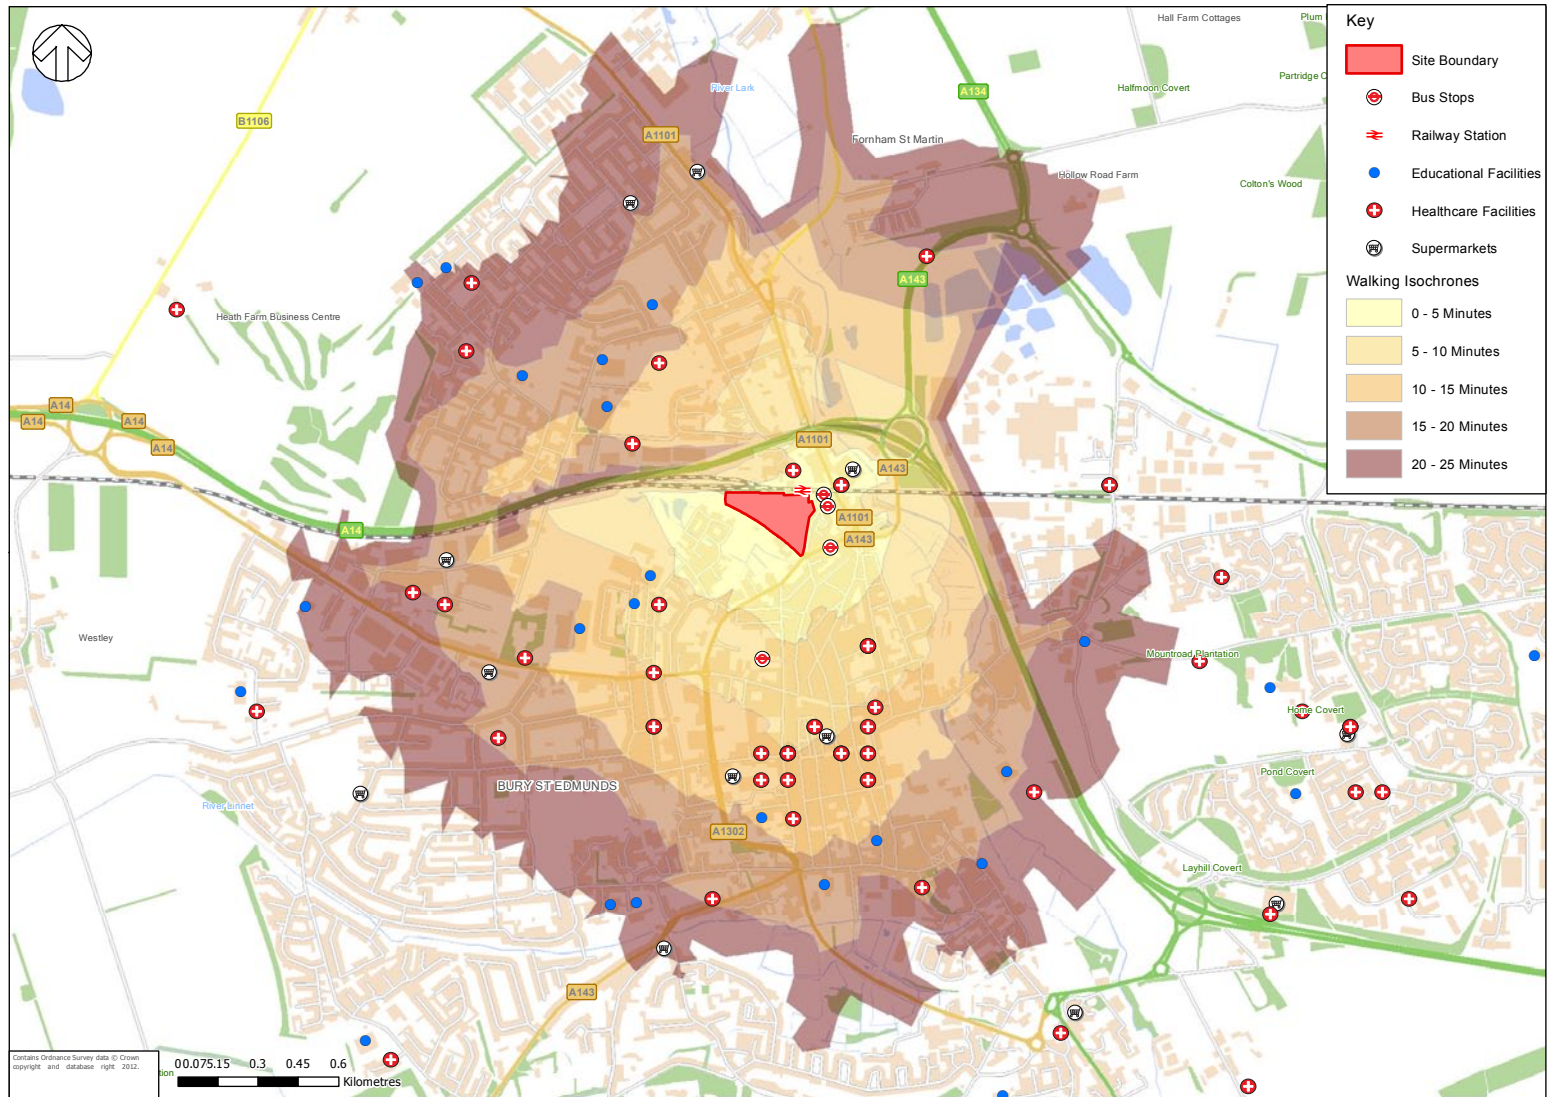 Hall Farm Cottages
Plum
Key
Site Boundary
Bus Stops
Railway Station
Educational Facilities
Healthcare Facilities
Supermarkets
Walking Isochrones
0 - 5 Minutes
5 - 10 Minutes
10 - 15 Minutes
15 - 20 Minutes
20 - 25 Minutes
Partridge C
River Lark
Halfmoon Covert
A134
B1106
A1101
Fornham St Martin
Hollow Road Farm
Colton's Wood
A143
Heath Farm Business Centre
A14
A14
A14
A14
A1101
A143
A1101
A14
A143
Westley
Mountroad Plantation
Home Covert
Pond Covert
BURY ST EDMUNDS
River Linnet
A1302
Layhill Covert
A143
Contains Ordnance Survey data © Crown
copyright and database right 2012.
tion
0 0.075.15 0.3 0.45 0.6
Kilometres